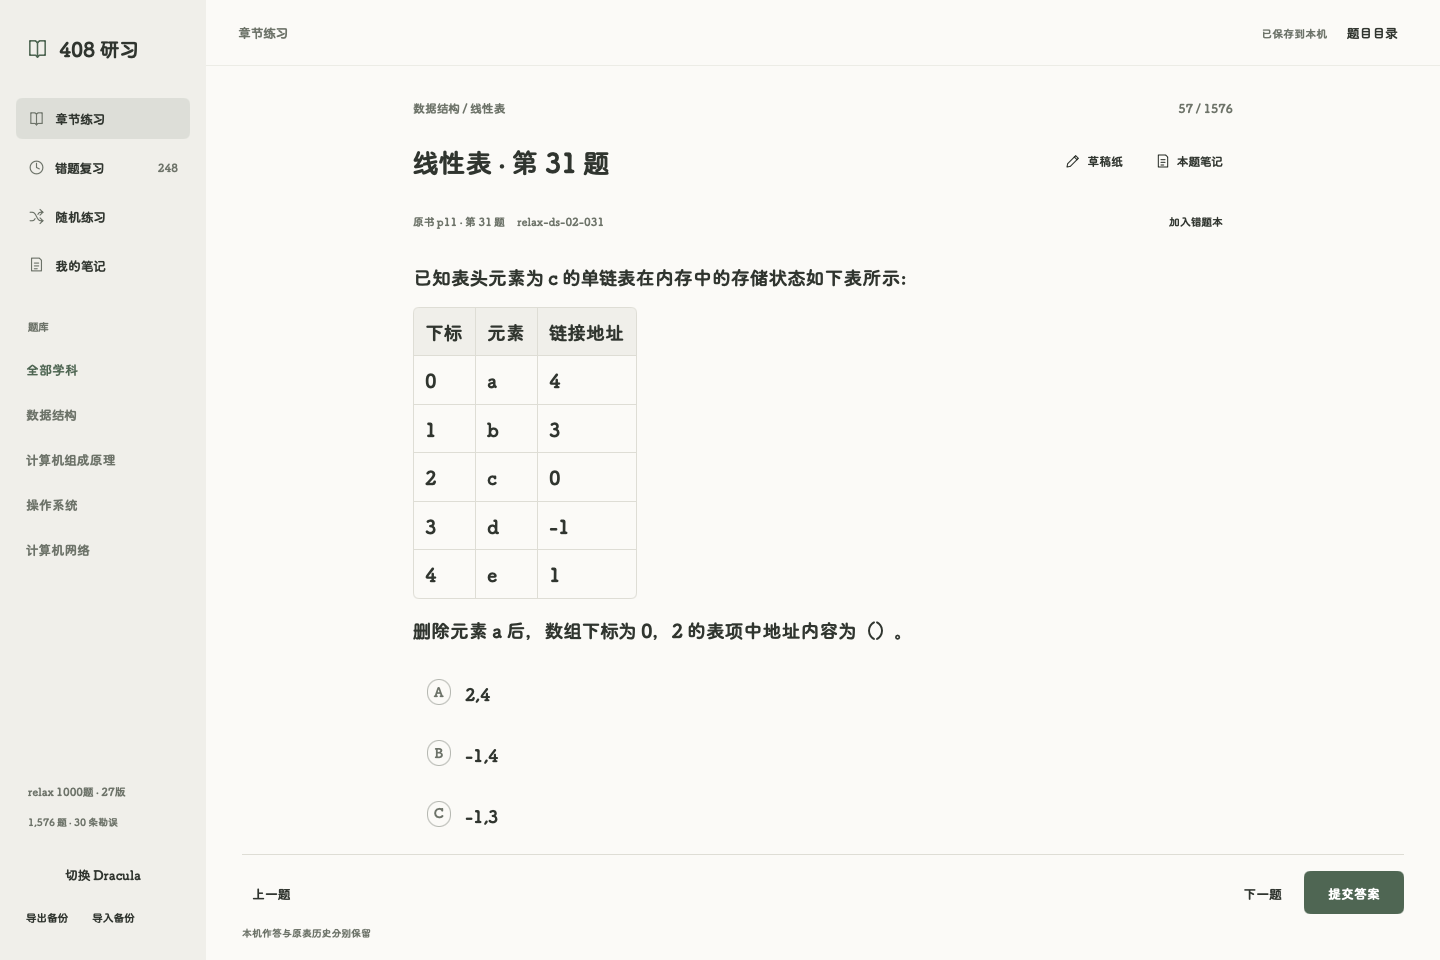 408 研习
章节练习
错题复习 248
随机练习
我的笔记
题库
全部学科
数据结构
计算机组成原理
操作系统
计算机网络
relax 1000题 · 27版
1,576 题 · 30 条勘误
切换 Dracula
导出备份 导入备份
章节练习
已保存到本机 题目目录
数据结构 / 线性表
57 / 1576
线性表 · 第 31 题
草稿纸 本题笔记
原书 p11 · 第 31 题 relax-ds-02-031
加入错题本
已知表头元素为 c 的单链表在内存中的存储状态如下表所示:
下标 元素 链接地址
0 a 4
1 b 3
2 c 0
3 d -1
4 e 1
删除元素 a 后，数组下标为 0，2 的表项中地址内容为（）。
A 2,4
B -1,4
C -1,3
上一题
下一题 提交答案
本机作答与原表历史分别保留